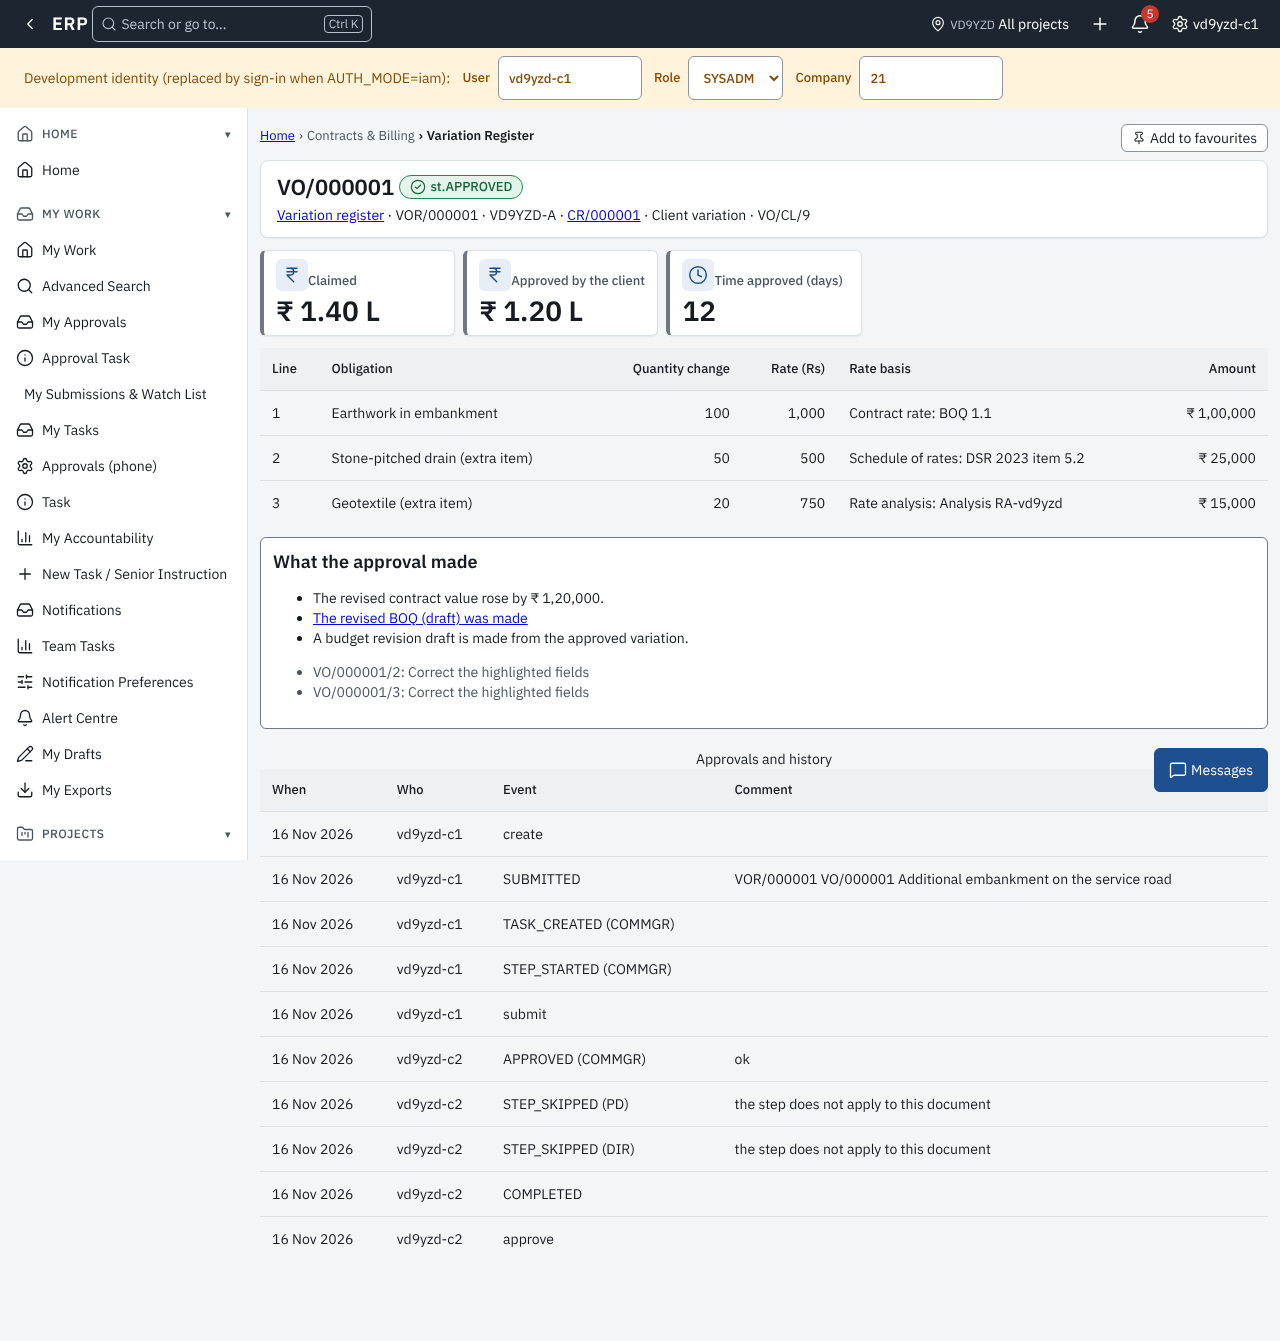 ERP
Search or go to...
Ctrl K
VD9YZD All projects
5
vd9yzd-c1
Development identity (replaced by sign-in when AUTH_MODE=iam):
User
vd9yzd-c1
Role
SYSADM
Company
21
HOME
Home
MY WORK
My Work
Advanced Search
My Approvals
Approval Task
My Submissions & Watch List
My Tasks
Approvals (phone)
Task
My Accountability
New Task / Senior Instruction
Notifications
Team Tasks
Notification Preferences
Alert Centre
My Drafts
My Exports
PROJECTS
Home › Contracts & Billing › Variation Register
Add to favourites
VO/000001 st.APPROVED
Variation register · VOR/000001 · VD9YZD-A · CR/000001 · Client variation · VO/CL/9
₹ Claimed
₹ 1.40 L
₹ Approved by the client
₹ 1.20 L
Time approved (days)
12
Line Obligation Quantity change Rate (Rs) Rate basis Amount
1 Earthwork in embankment 100 1,000 Contract rate: BOQ 1.1 ₹ 1,00,000
2 Stone-pitched drain (extra item) 50 500 Schedule of rates: DSR 2023 item 5.2 ₹ 25,000
3 Geotextile (extra item) 20 750 Rate analysis: Analysis RA-vd9yzd ₹ 15,000
What the approval made
• The revised contract value rose by ₹ 1,20,000.
• The revised BOQ (draft) was made
• A budget revision draft is made from the approved variation.
• VO/000001/2: Correct the highlighted fields
• VO/000001/3: Correct the highlighted fields
Approvals and history
Messages
When Who Event Comment
16 Nov 2026 vd9yzd-c1 create
16 Nov 2026 vd9yzd-c1 SUBMITTED VOR/000001 VO/000001 Additional embankment on the service road
16 Nov 2026 vd9yzd-c1 TASK_CREATED (COMMGR)
16 Nov 2026 vd9yzd-c1 STEP_STARTED (COMMGR)
16 Nov 2026 vd9yzd-c1 submit
16 Nov 2026 vd9yzd-c2 APPROVED (COMMGR) ok
16 Nov 2026 vd9yzd-c2 STEP_SKIPPED (PD) the step does not apply to this document
16 Nov 2026 vd9yzd-c2 STEP_SKIPPED (DIR) the step does not apply to this document
16 Nov 2026 vd9yzd-c2 COMPLETED
16 Nov 2026 vd9yzd-c2 approve